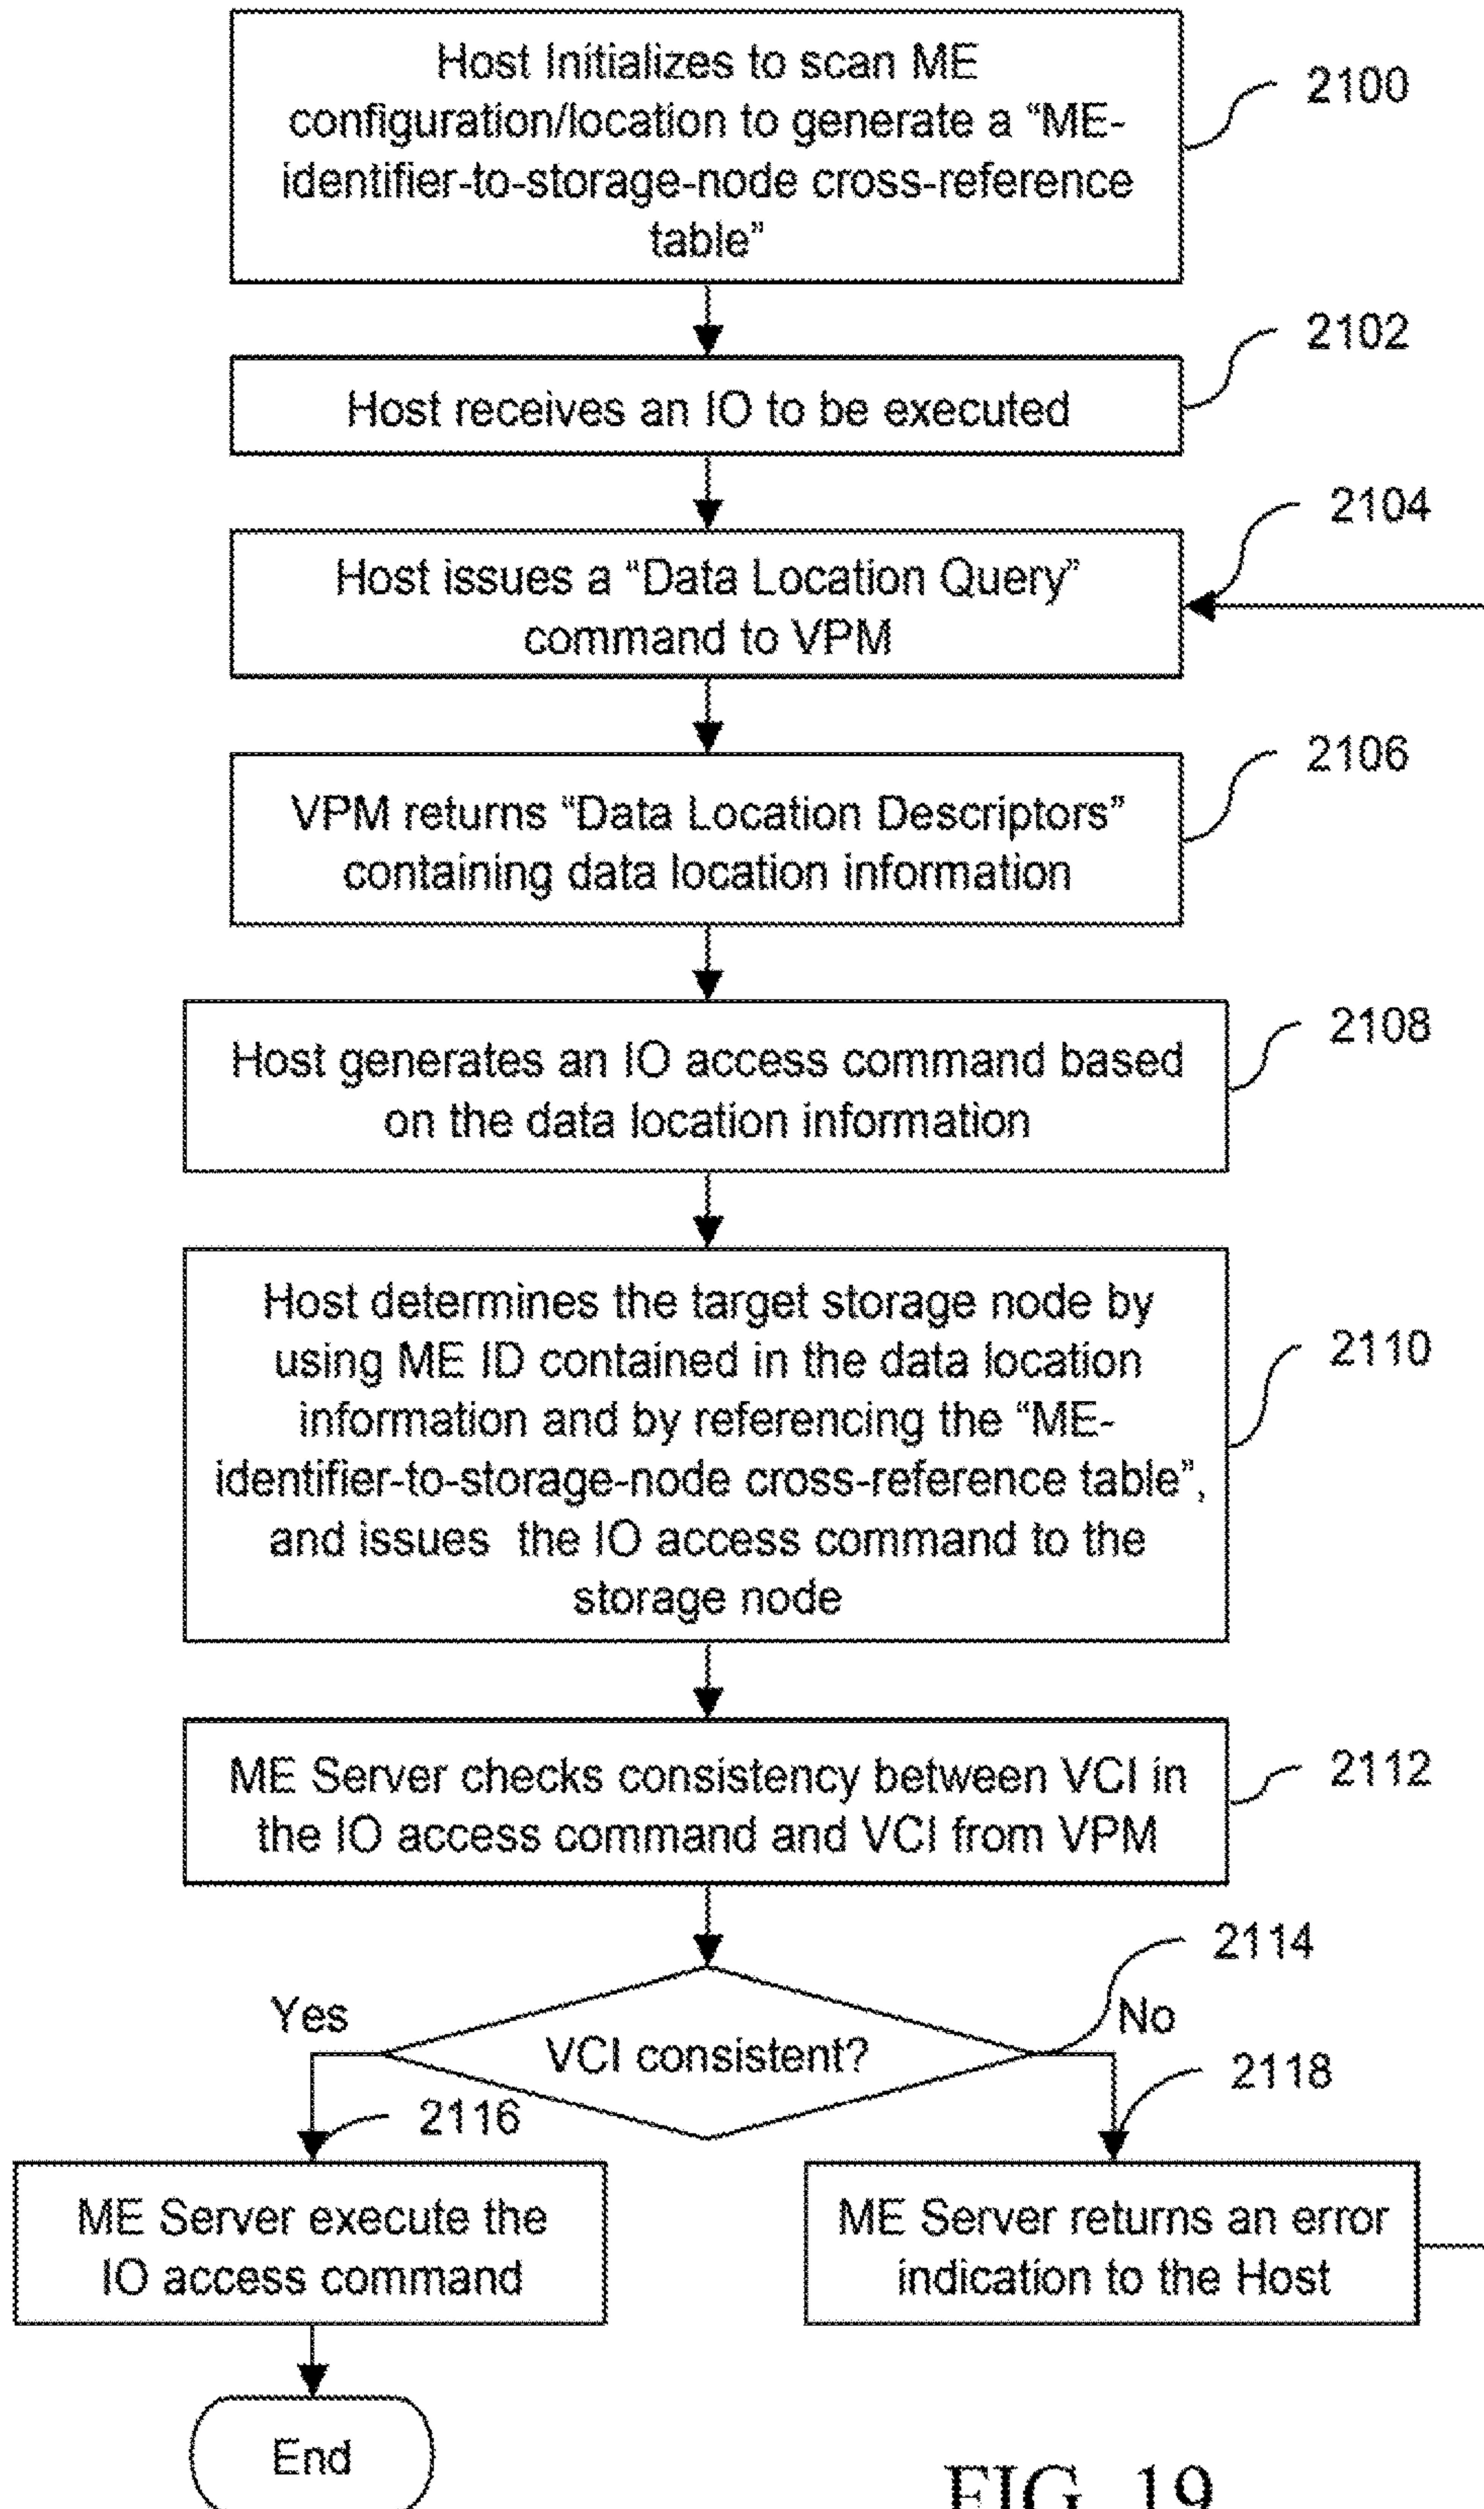 Host Initializes to scan ME
configuration/location to generate a “ME-
identifier-to-storage-node cross-reference
table”
2100
Host receives an IO to be executed
2102
Host issues a “Data Location Query”
command to VPM
2104
VPM returns “Data Location Descriptors”
containing data location information
2106
Host generates an IO access command based
on the data location information
2108
Host determines the target storage node by
using ME ID contained in the data location
information and by referencing the “ME-
identifier-to-storage-node cross-reference table”,
and issues the IO access command to the
storage node
2110
ME Server checks consistency between VCI in
the IO access command and VCI from VPM
2112
VCI consistent?
2114
Yes
No
2116
2118
ME Server execute the
IO access command
ME Server returns an error
indication to the Host
End
FIG. 19